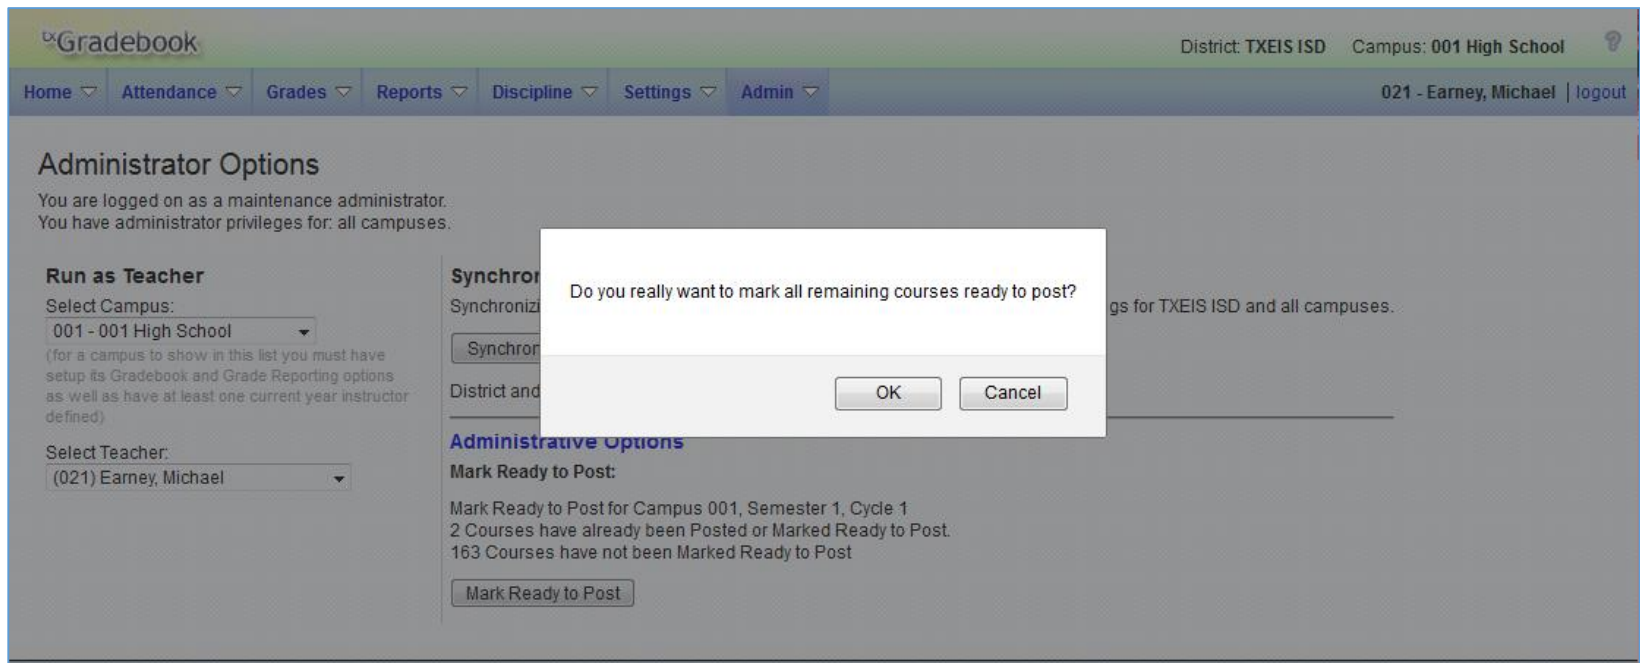 txGradebook
District: TXEIS ISD Campus: 001 High School
Home Attendance Grades Reports Discipline Settings Admin 021 - Earney, Michael | logout
Administrator Options
You are logged on as a maintenance administrator.
You have administrator privileges for: all campuses.
Run as Teacher
Select Campus:
001 - 001 High School
(for a campus to show in this list you must have
setup its Gradebook and Grade Reporting options
as well as have at least one current year instructor
defined)
Select Teacher:
(021) Earney, Michael
Synchron
Synchronizi gs for TXEIS ISD and all campuses.
Synchron
District and
Do you really want to mark all remaining courses ready to post?
OK Cancel
Administrative Options
Mark Ready to Post:
Mark Ready to Post for Campus 001, Semester 1, Cycle 1
2 Courses have already been Posted or Marked Ready to Post.
163 Courses have not been Marked Ready to Post
Mark Ready to Post